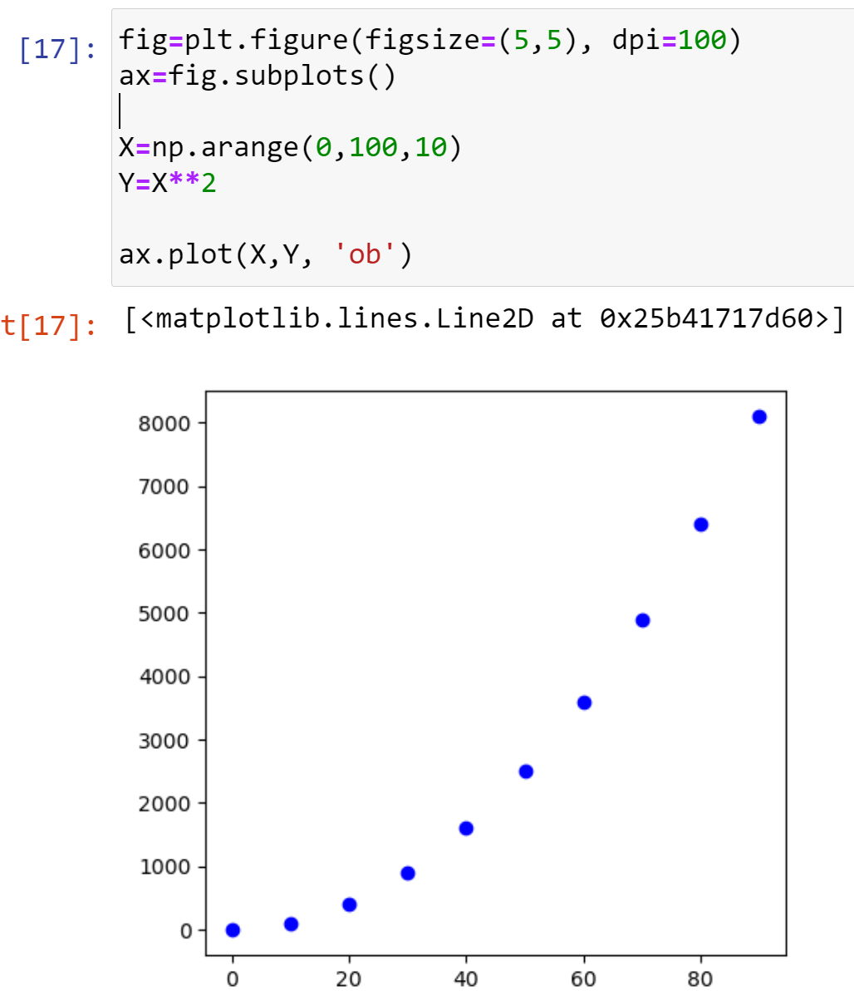 [17]:
fig=plt.figure(figsize=(5,5), dpi=100)
ax=fig.subplots()
X=np.arange(0,100,10)
Y=X**2
ax.plot(X,Y, 'ob')
t[17]:
[<matplotlib.lines.Line2D at 0x25b41717d60>]
8000
7000
6000
5000
4000
3000
2000
1000
0
0 20 40 60 80